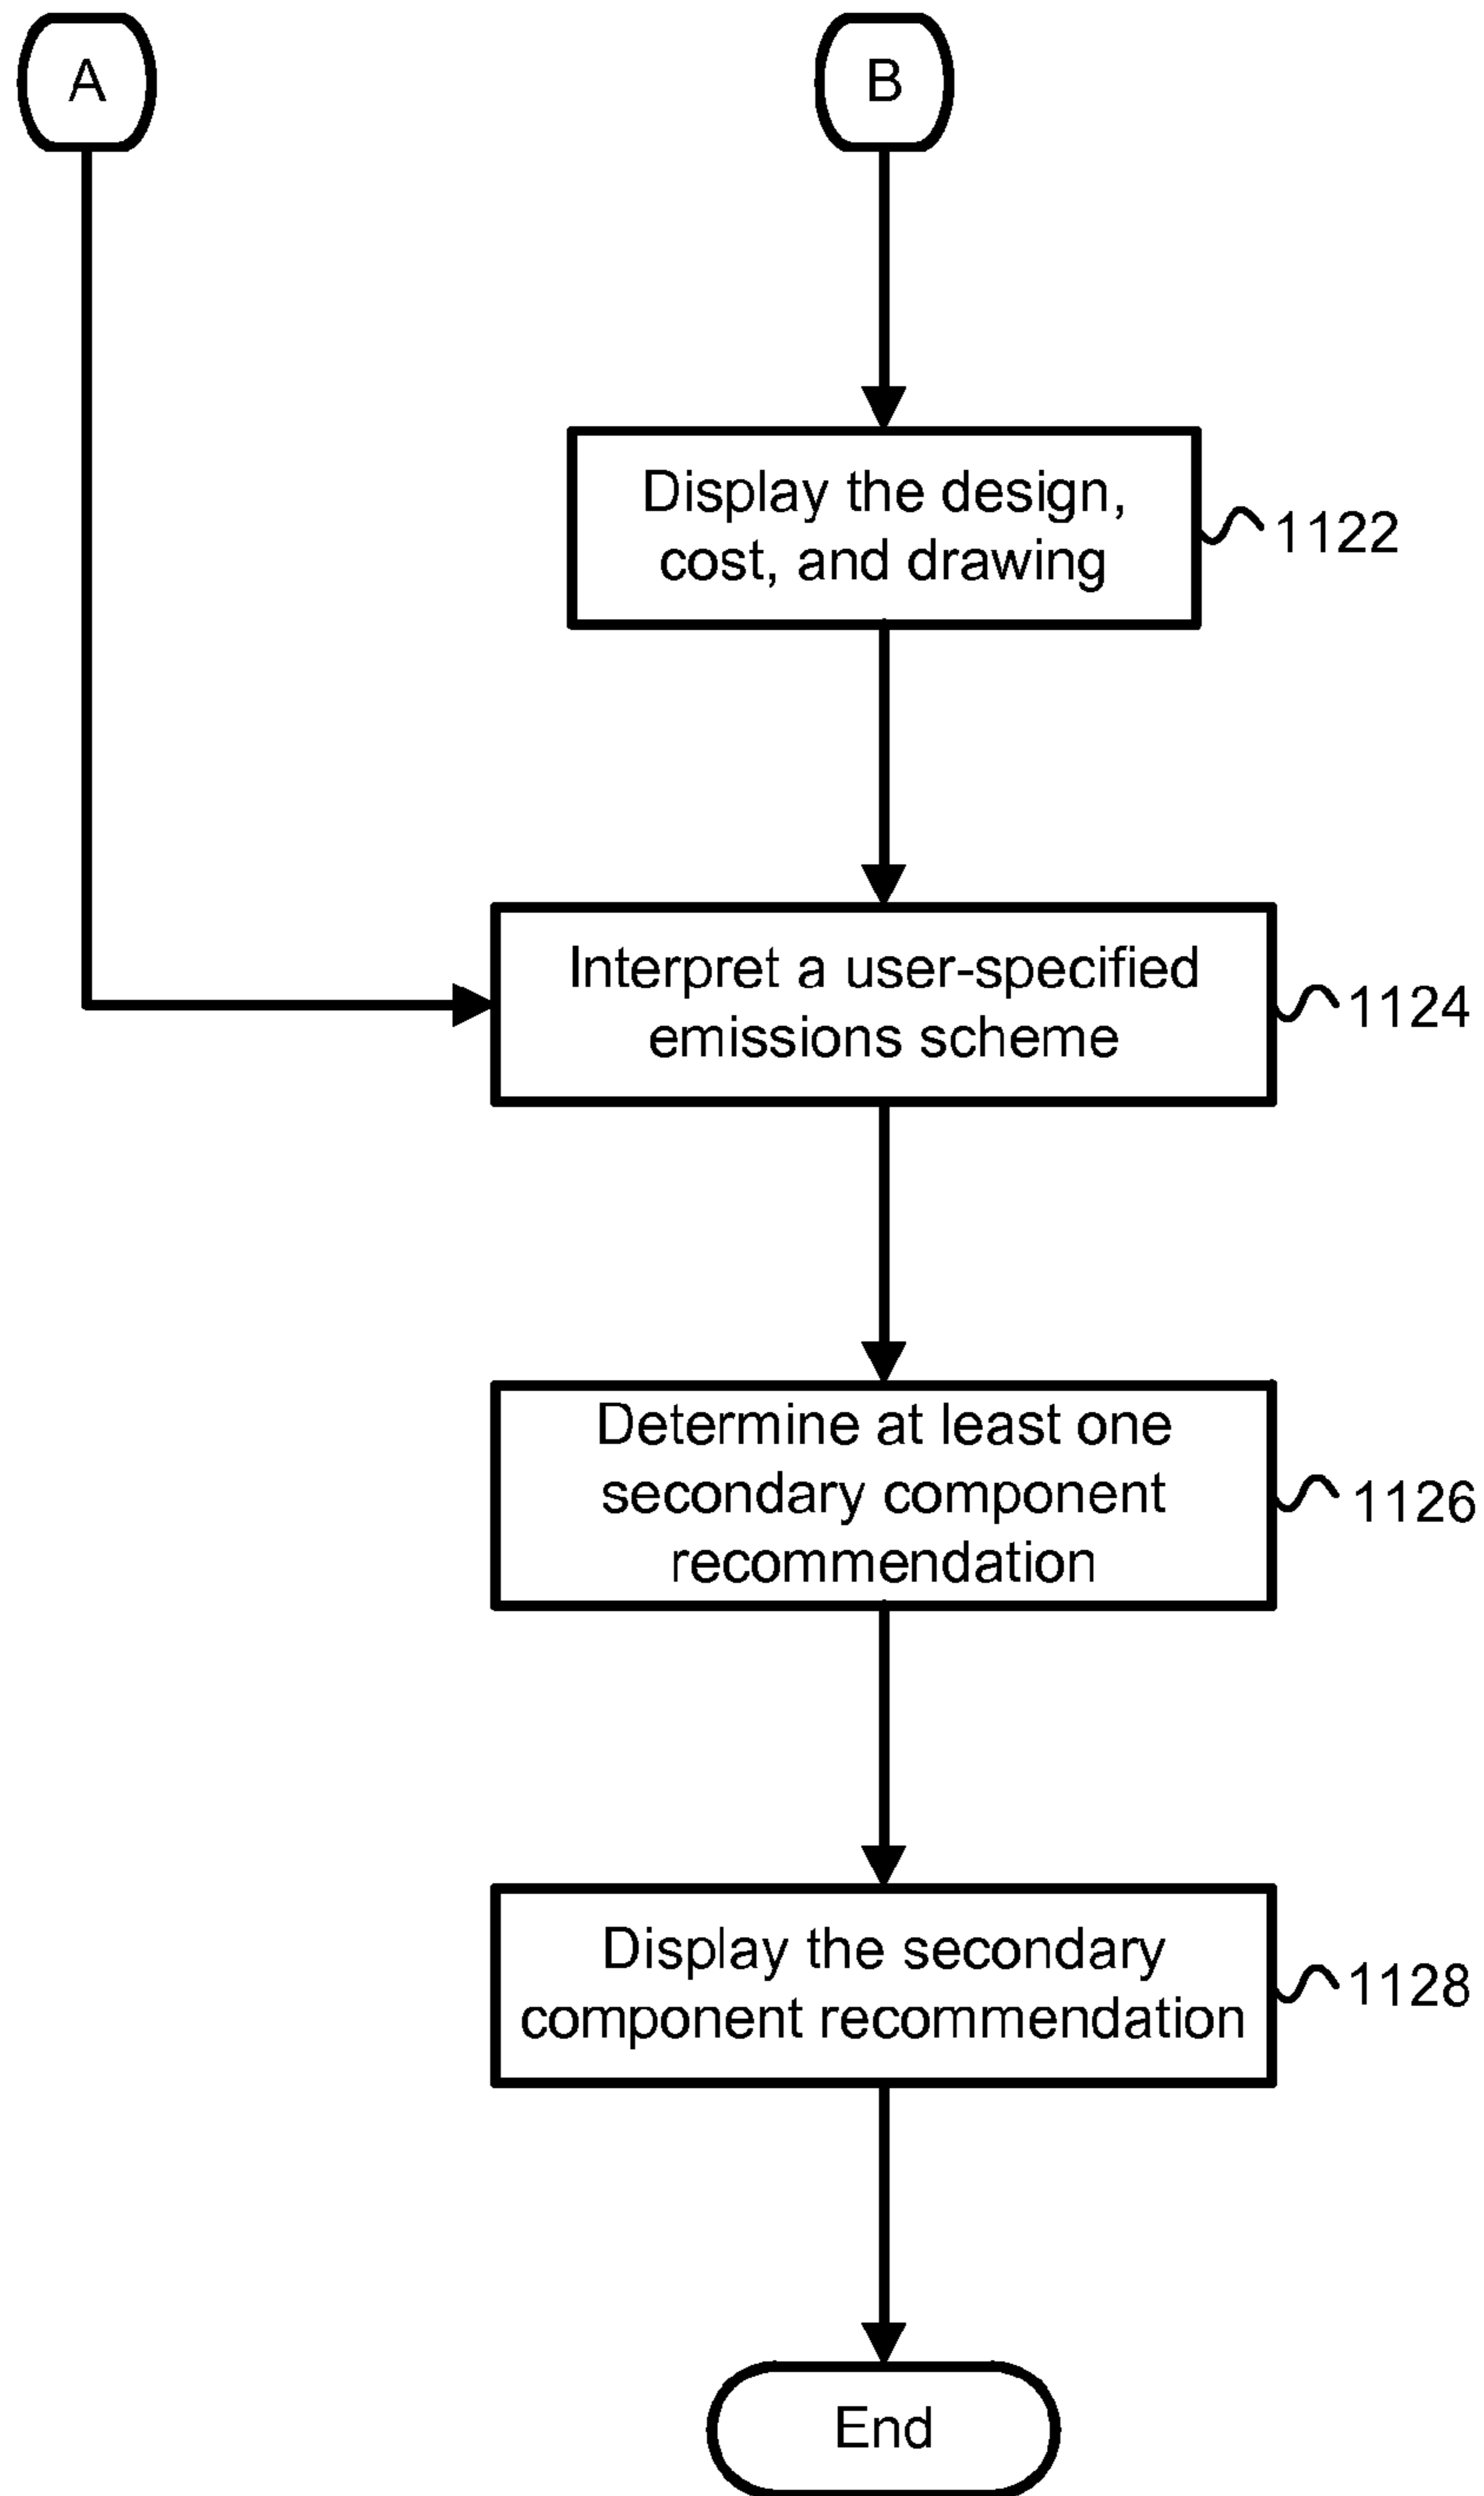 A
B
Display the design,
cost, and drawing
1122
Interpret a user-specified
emissions scheme
1124
Determine at least one
secondary component
recommendation
1126
Display the secondary
component recommendation
1128
End